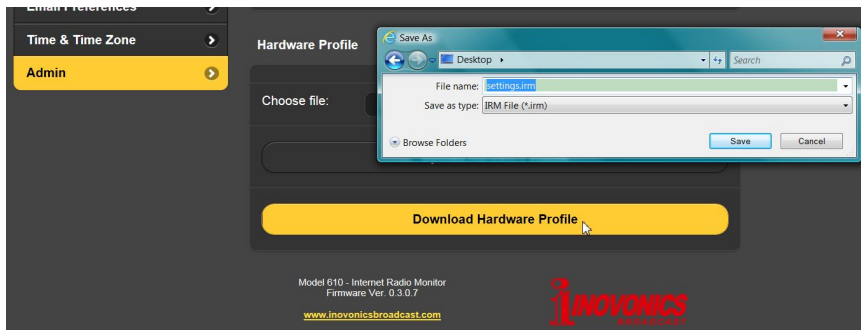 Email Preferences
Time & Time Zone
Admin
Hardware Profile
Choose file:
Save As
Desktop
Search
File name: settings.irm
Save as type: IRM File (*.irm)
Browse Folders
Save
Cancel
Download Hardware Profile
Model 610 - Internet Radio Monitor
Firmware Ver. 0.3.0.7
www.inovonicsbroadcast.com
INOVONICS
BROADCAST